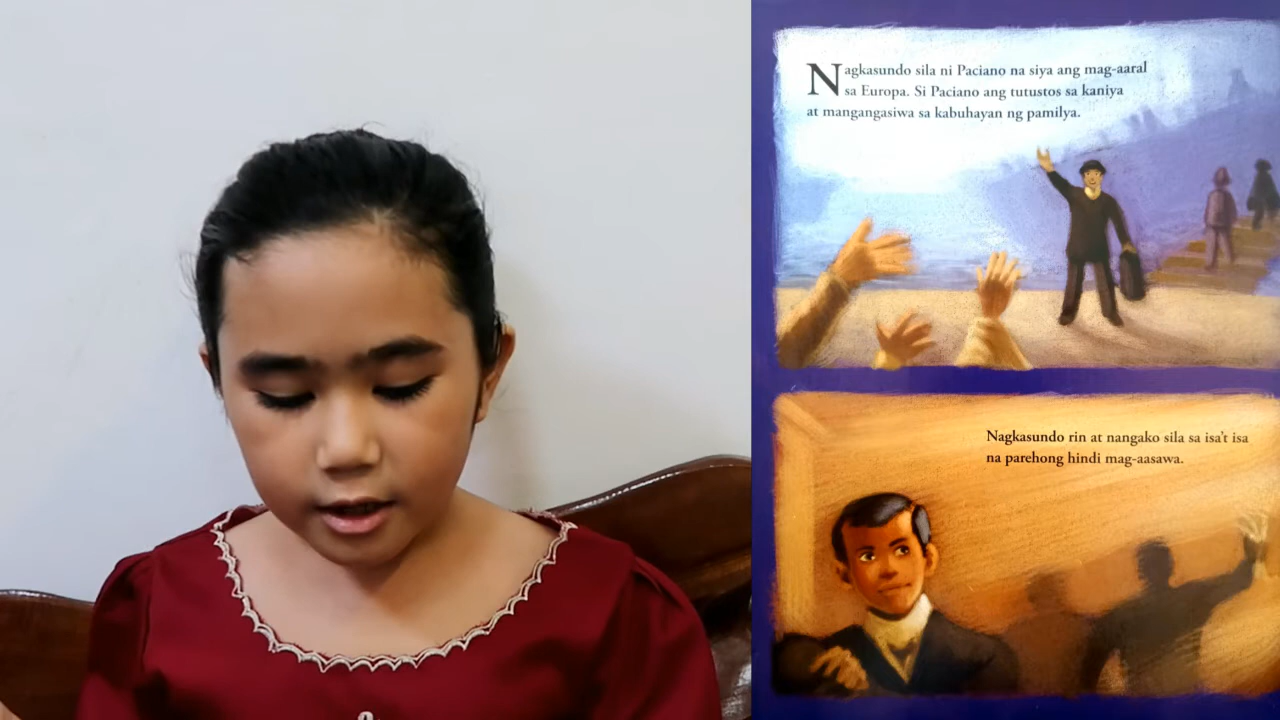 Nagkasundo sila ni Paciano na siya ang mag-aaral
sa Europa. Si Paciano ang tutustos sa kaniya
at mangangasiwa sa kabuhayan ng pamilya.
Nagkasundo rin at nangako sila sa isa't isa
na parehong hindi mag-aasawa.